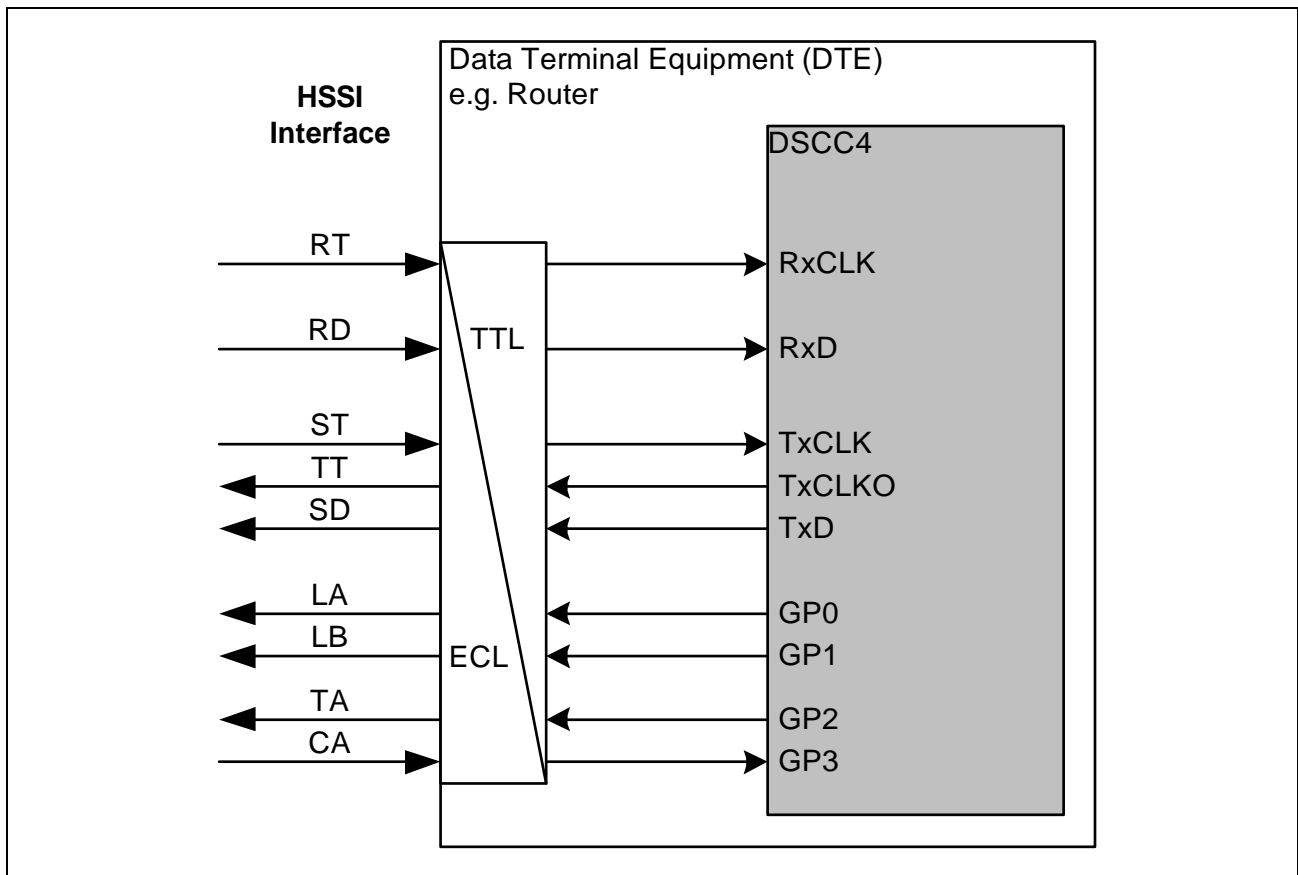 Data Terminal Equipment (DTE)
e.g. Router
HSSI
Interface
DSCC4
RT
RxCLK
RD
TTL
RxD
ST
TxCLK
TT
TxCLKO
SD
TxD
LA
GP0
LB
ECL
GP1
TA
GP2
CA
GP3